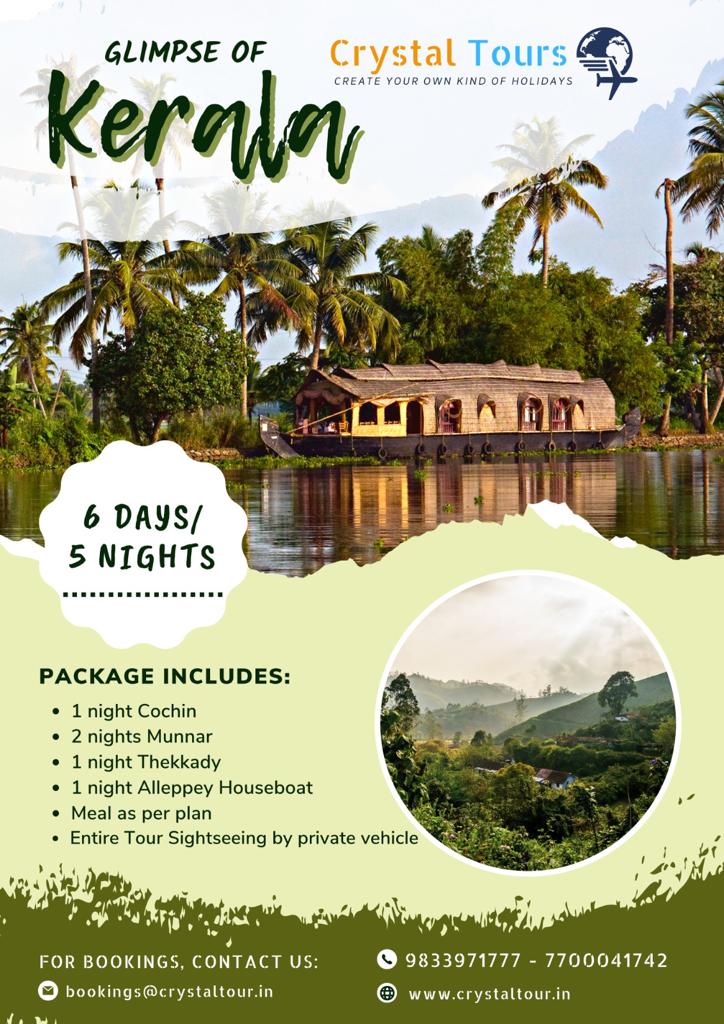 GLIMPSE OF
Kerala
Crystal Tours
CREATE YOUR OWN KIND OF HOLIDAYS
6 DAYS/
5 NIGHTS
PACKAGE INCLUDES:
• 1 night Cochin
• 2 nights Munnar
• 1 night Thekkady
• 1 night Alleppey Houseboat
• Meal as per plan
• Entire Tour Sightseeing by private vehicle
FOR BOOKINGS, CONTACT US:
bookings@crystaltour.in
9833971777 - 7700041742
www.crystaltour.in